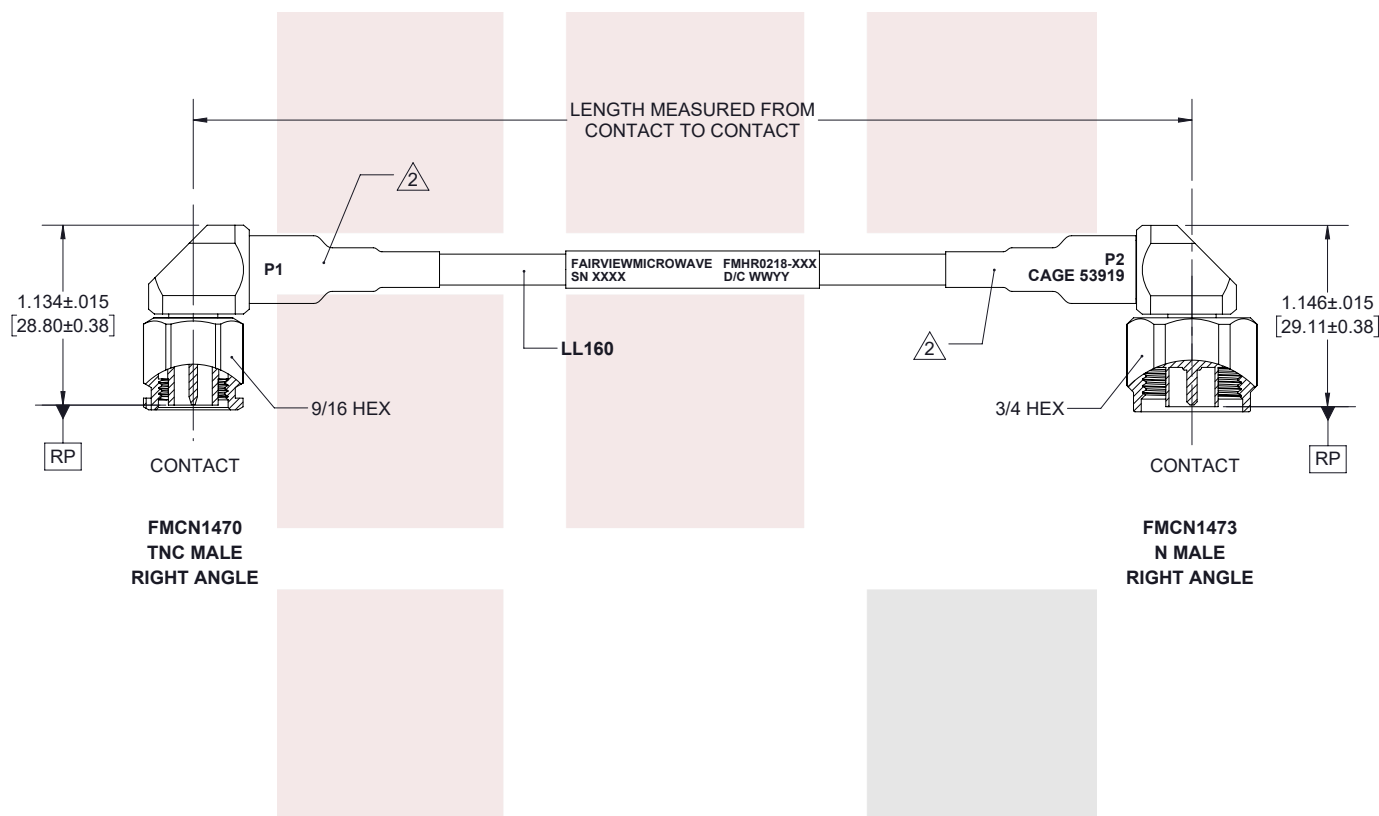 LENGTH MEASURED FROM
CONTACT TO CONTACT
2
P1
FAIRVIEWMICROWAVE FMHR0218-XXX
SN XXXX D/C WWYY
P2
CAGE 53919
1.134±.015
[28.80±0.38]
1.146±.015
[29.11±0.38]
LL160
2
9/16 HEX
3/4 HEX
RP
CONTACT
CONTACT
RP
FMCN1470
TNC MALE
RIGHT ANGLE
FMCN1473
N MALE
RIGHT ANGLE